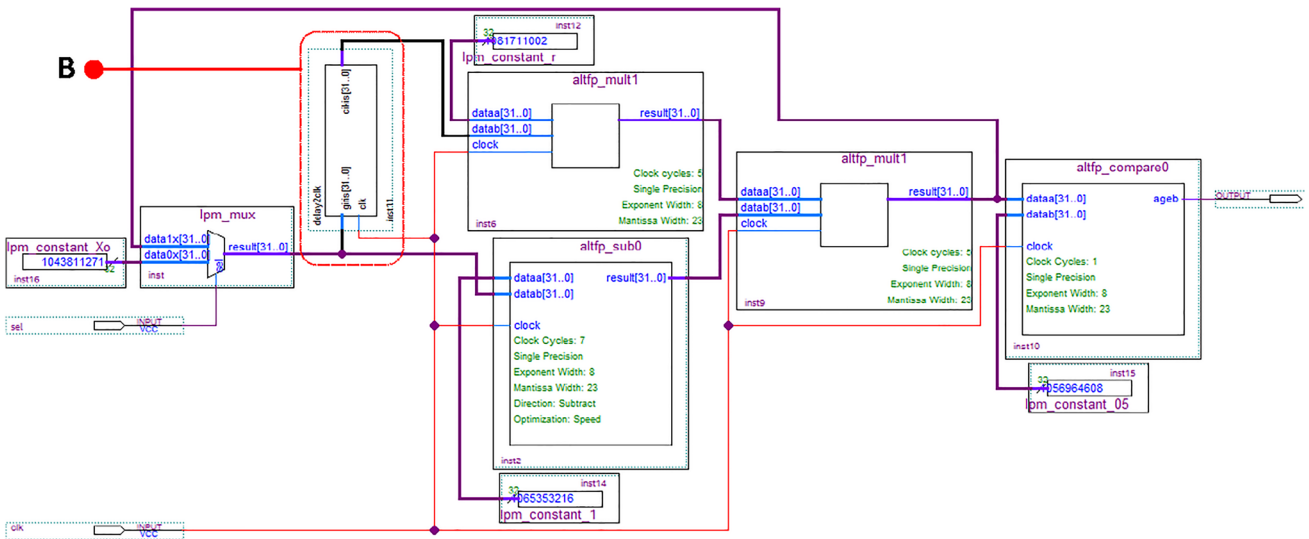 B
cikis[31..0]
giris[31..0]
clk
delay2clk
inst11
32
inst12
1081711002
lpm_constant_r
altfp_mult1
dataa[31..0]
result[31..0]
datab[31..0]
clock
Clock cycles: 5
Single Precision
Exponent Width: 8
Mantissa Width: 23
inst6
altfp_mult1
dataa[31..0]
result[31..0]
datab[31..0]
clock
Clock cycles: 5
Single Precision
Exponent Width: 8
Mantissa Width: 23
inst9
altfp_compare0
dataa[31..0]
ageb
datab[31..0]
clock
Clock Cycles: 1
Single Precision
Exponent Width: 8
Mantissa Width: 23
inst10
OUTPUT
lpm_mux
data1x[31..0]
result[31..0]
data0x[31..0]
sel
inst
lpm_constant_Xo
1043811271
32
inst16
sel
INPUT
VCC
altfp_sub0
dataa[31..0]
result[31..0]
datab[31..0]
clock
Clock Cycles: 7
Single Precision
Exponent Width: 8
Mantissa Width: 23
Direction: Subtract
Optimization: Speed
inst2
32
inst15
1056964608
lpm_constant_05
32
inst14
1065353216
lpm_constant_1
clk
INPUT
VCC